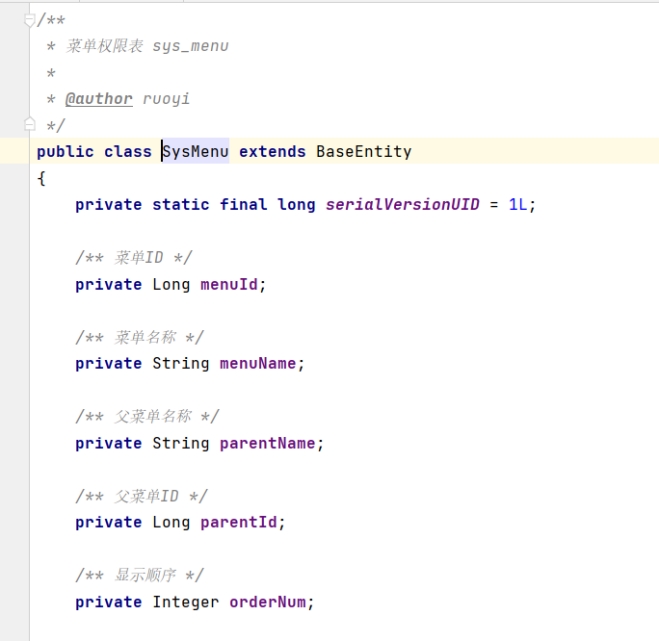 /**
 * 菜单权限表 sys_menu
 *
 * @author ruoyi
 */
public class SysMenu extends BaseEntity
{
    private static final long serialVersionUID = 1L;
    /** 菜单ID */
    private Long menuId;
    /** 菜单名称 */
    private String menuName;
    /** 父菜单名称 */
    private String parentName;
    /** 父菜单ID */
    private Long parentId;
    /** 显示顺序 */
    private Integer orderNum;